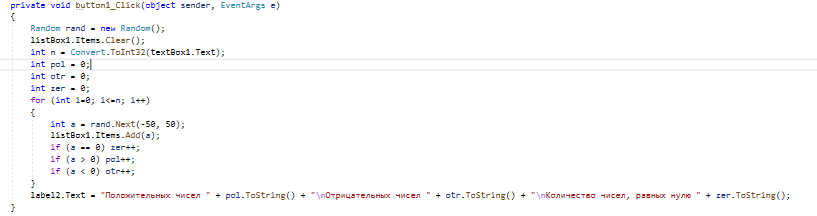 private void button1_Click(object sender, EventArgs e)
{
Random rand = new Random();
listBox1.Items.Clear();
int n = Convert.ToInt32(textBox1.Text);
int pol = 0;
int otr = 0;
int zer = 0;
for (int i=0; i<=n; i++)
{
int a = rand.Next(-50, 50);
listBox1.Items.Add(a);
if (a == 0) zer++;
if (a > 0) pol++;
if (a < 0) otr++;
}
label2.Text = "Положительных чисел " + pol.ToString() + "\nОтрицательных чисел " + otr.ToString() + "\nКоличество чисел, равных нулю " + zer.ToString();
}